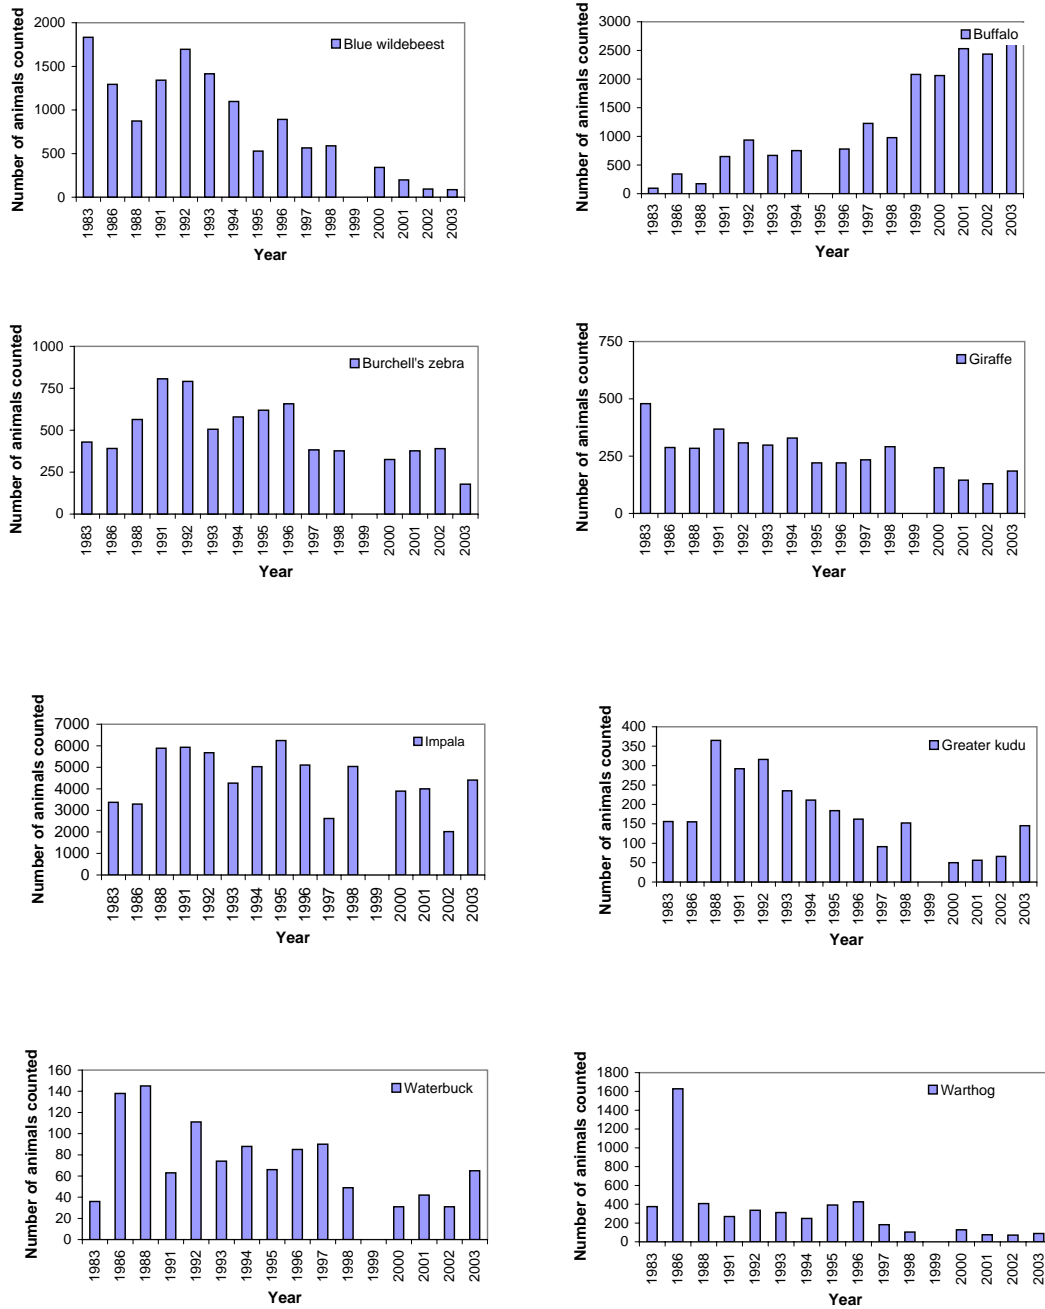 Number of animals counted
2000
1500
1000
500
0
Blue wildebeest
1983 1986 1988 1991 1992 1993 1994 1995 1996 1997 1998 1999 2000 2001 2002 2003
Year
Number of animals counted
3000
2500
2000
1500
1000
500
0
Buffalo
1983 1986 1988 1991 1992 1993 1994 1995 1996 1997 1998 1999 2000 2001 2002 2003
Year
Number of animals counted
1000
750
500
250
0
Burchell's zebra
1983 1986 1988 1991 1992 1993 1994 1995 1996 1997 1998 1999 2000 2001 2002 2003
Year
Number of animals counted
750
500
250
0
Giraffe
1983 1986 1988 1991 1992 1993 1994 1995 1996 1997 1998 1999 2000 2001 2002 2003
Year
Number of animals counted
7000
6000
5000
4000
3000
2000
1000
0
Impala
1983 1986 1988 1991 1992 1993 1994 1995 1996 1997 1998 1999 2000 2001 2002 2003
Year
Number of animals counted
400
350
300
250
200
150
100
50
0
Greater kudu
1983 1986 1988 1991 1992 1993 1994 1995 1996 1997 1998 1999 2000 2001 2002 2003
Year
Number of animals counted
160
140
120
100
80
60
40
20
0
Waterbuck
1983 1986 1988 1991 1992 1993 1994 1995 1996 1997 1998 1999 2000 2001 2002 2003
Year
Number of animals counted
1800
1600
1400
1200
1000
800
600
400
200
0
Warthog
1983 1986 1988 1991 1992 1993 1994 1995 1996 1997 1998 1999 2000 2001 2002 2003
Year